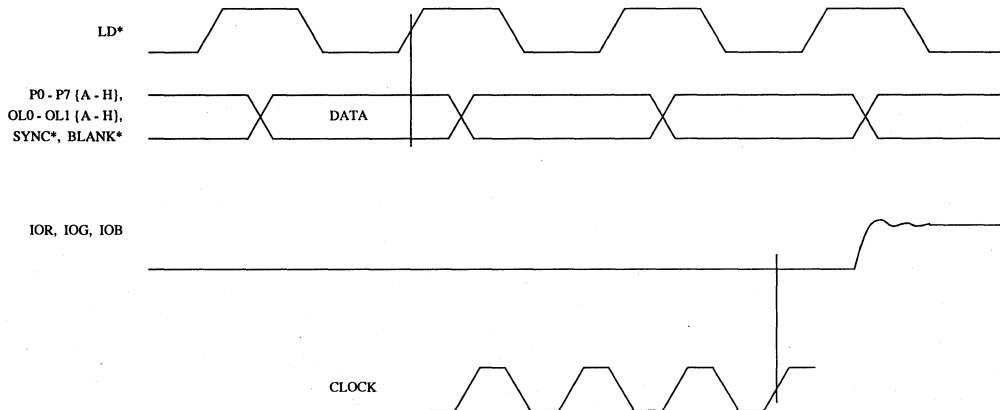 LD*
P0 - P7 {A - H},
OL0 - OL1 {A - H},
SYNC*, BLANK*
DATA
IOR, IOG, IOB
CLOCK